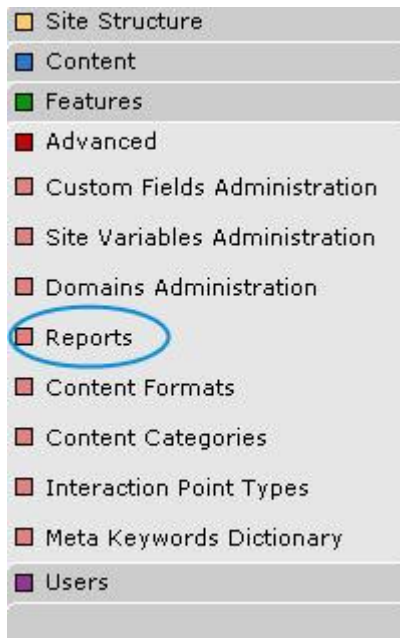 Site Structure
Content
Features
Advanced
Custom Fields Administration
Site Variables Administration
Domains Administration
Reports
Content Formats
Content Categories
Interaction Point Types
Meta Keywords Dictionary
Users